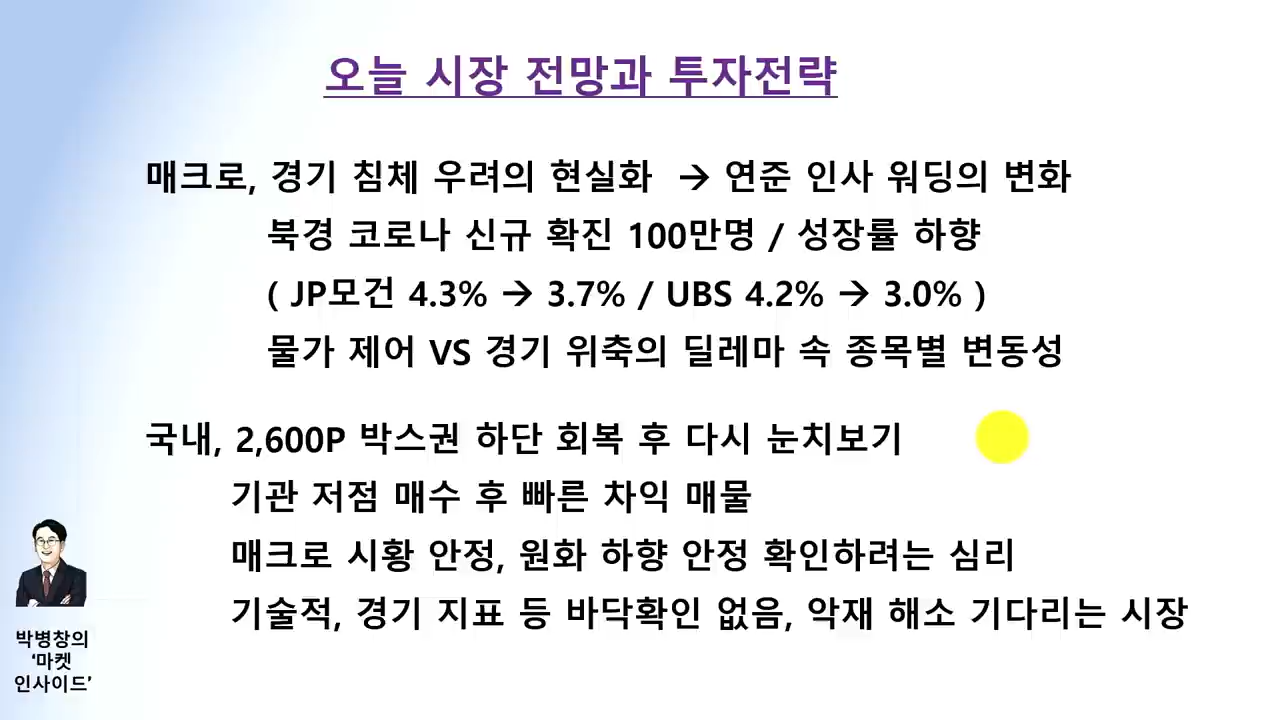 오늘 시장 전망과 투자전략
매크로, 경기 침체 우려의 현실화 → 연준 인사 워딩의 변화
북경 코로나 신규 확진 100만명 / 성장률 하향
( JP모건 4.3% → 3.7% / UBS 4.2% → 3.0% )
물가 제어 VS 경기 위축의 딜레마 속 종목별 변동성
국내, 2,600P 박스권 하단 회복 후 다시 눈치보기
기관 저점 매수 후 빠른 차익 매물
매크로 시황 안정, 원화 하향 안정 확인하려는 심리
기술적, 경기 지표 등 바닥확인 없음, 악재 해소 기다리는 시장
박병창의
‘마켓
인사이드’